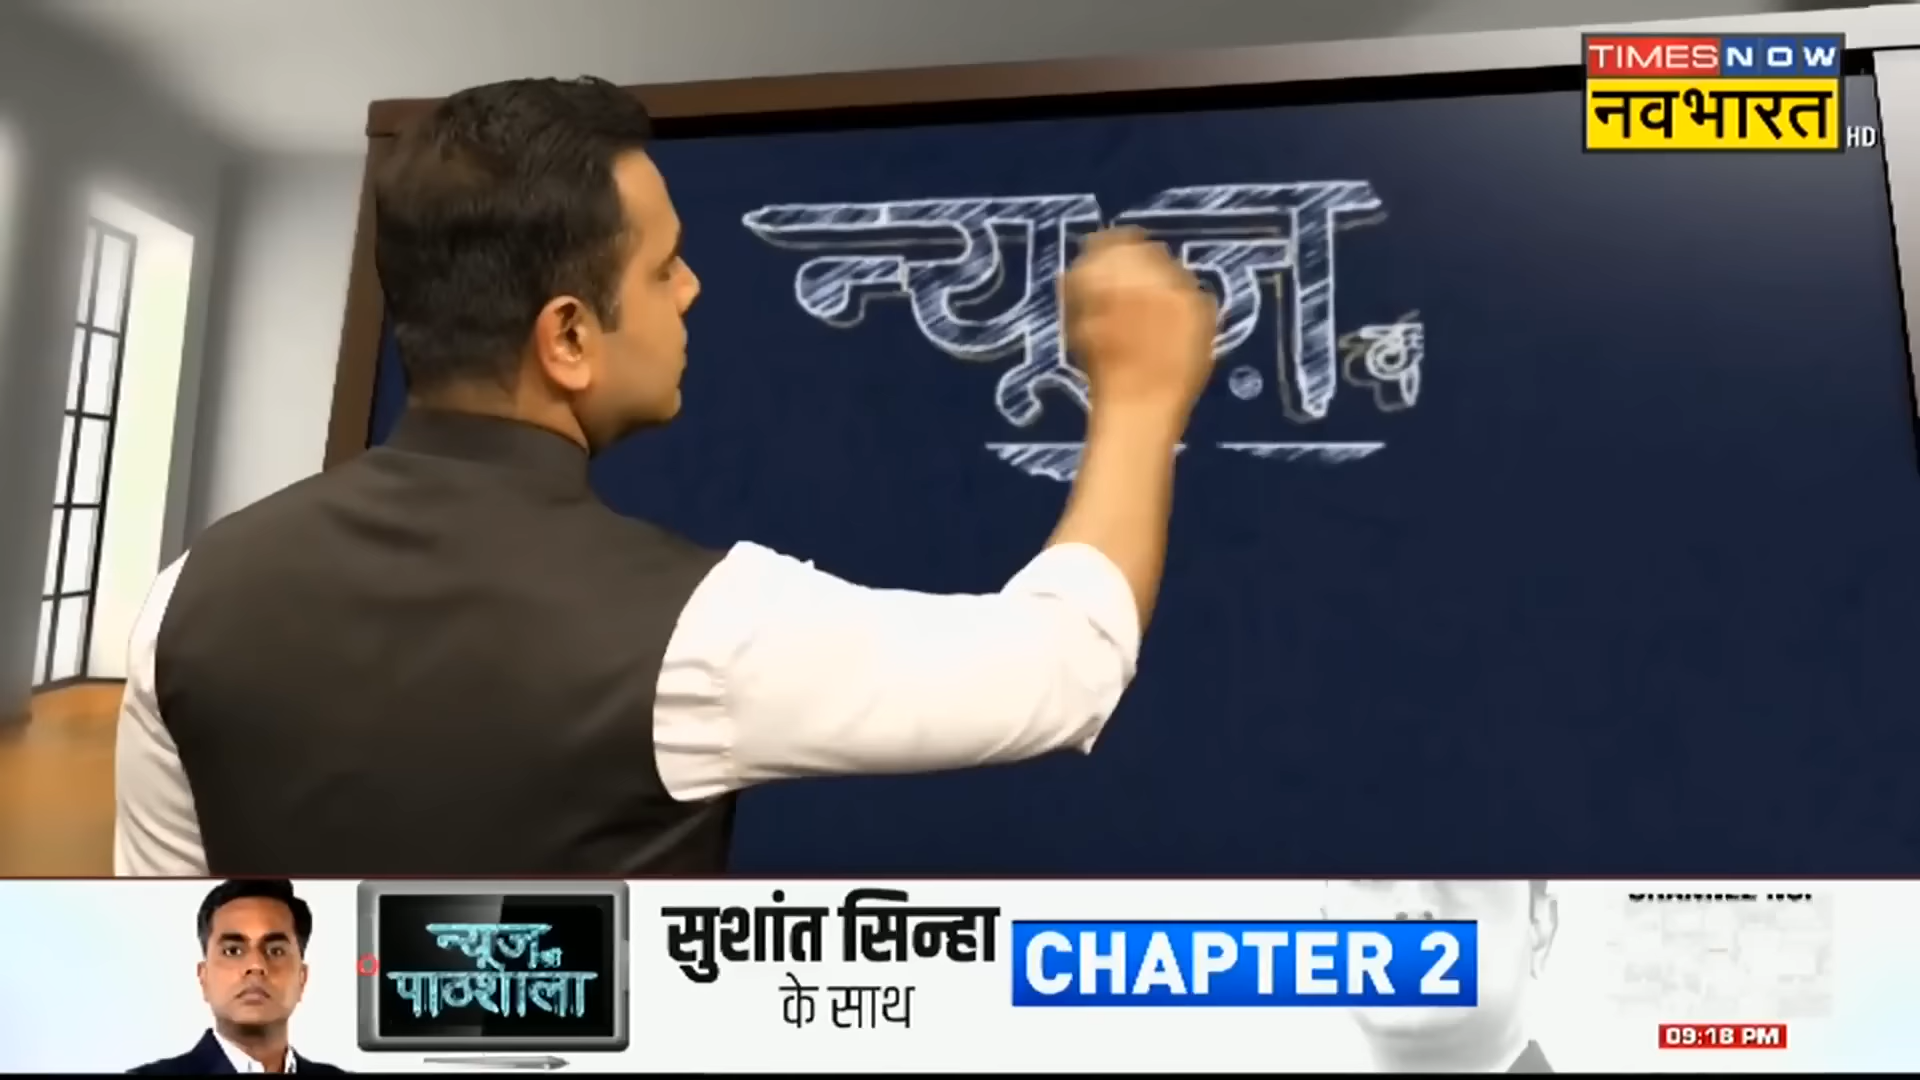 TIMES NOW
नवभारत
HD
न्यूज़
न्यूज़ की
पाठशाला
सुशांत सिन्हा
के साथ
CHAPTER 2
09:18 PM